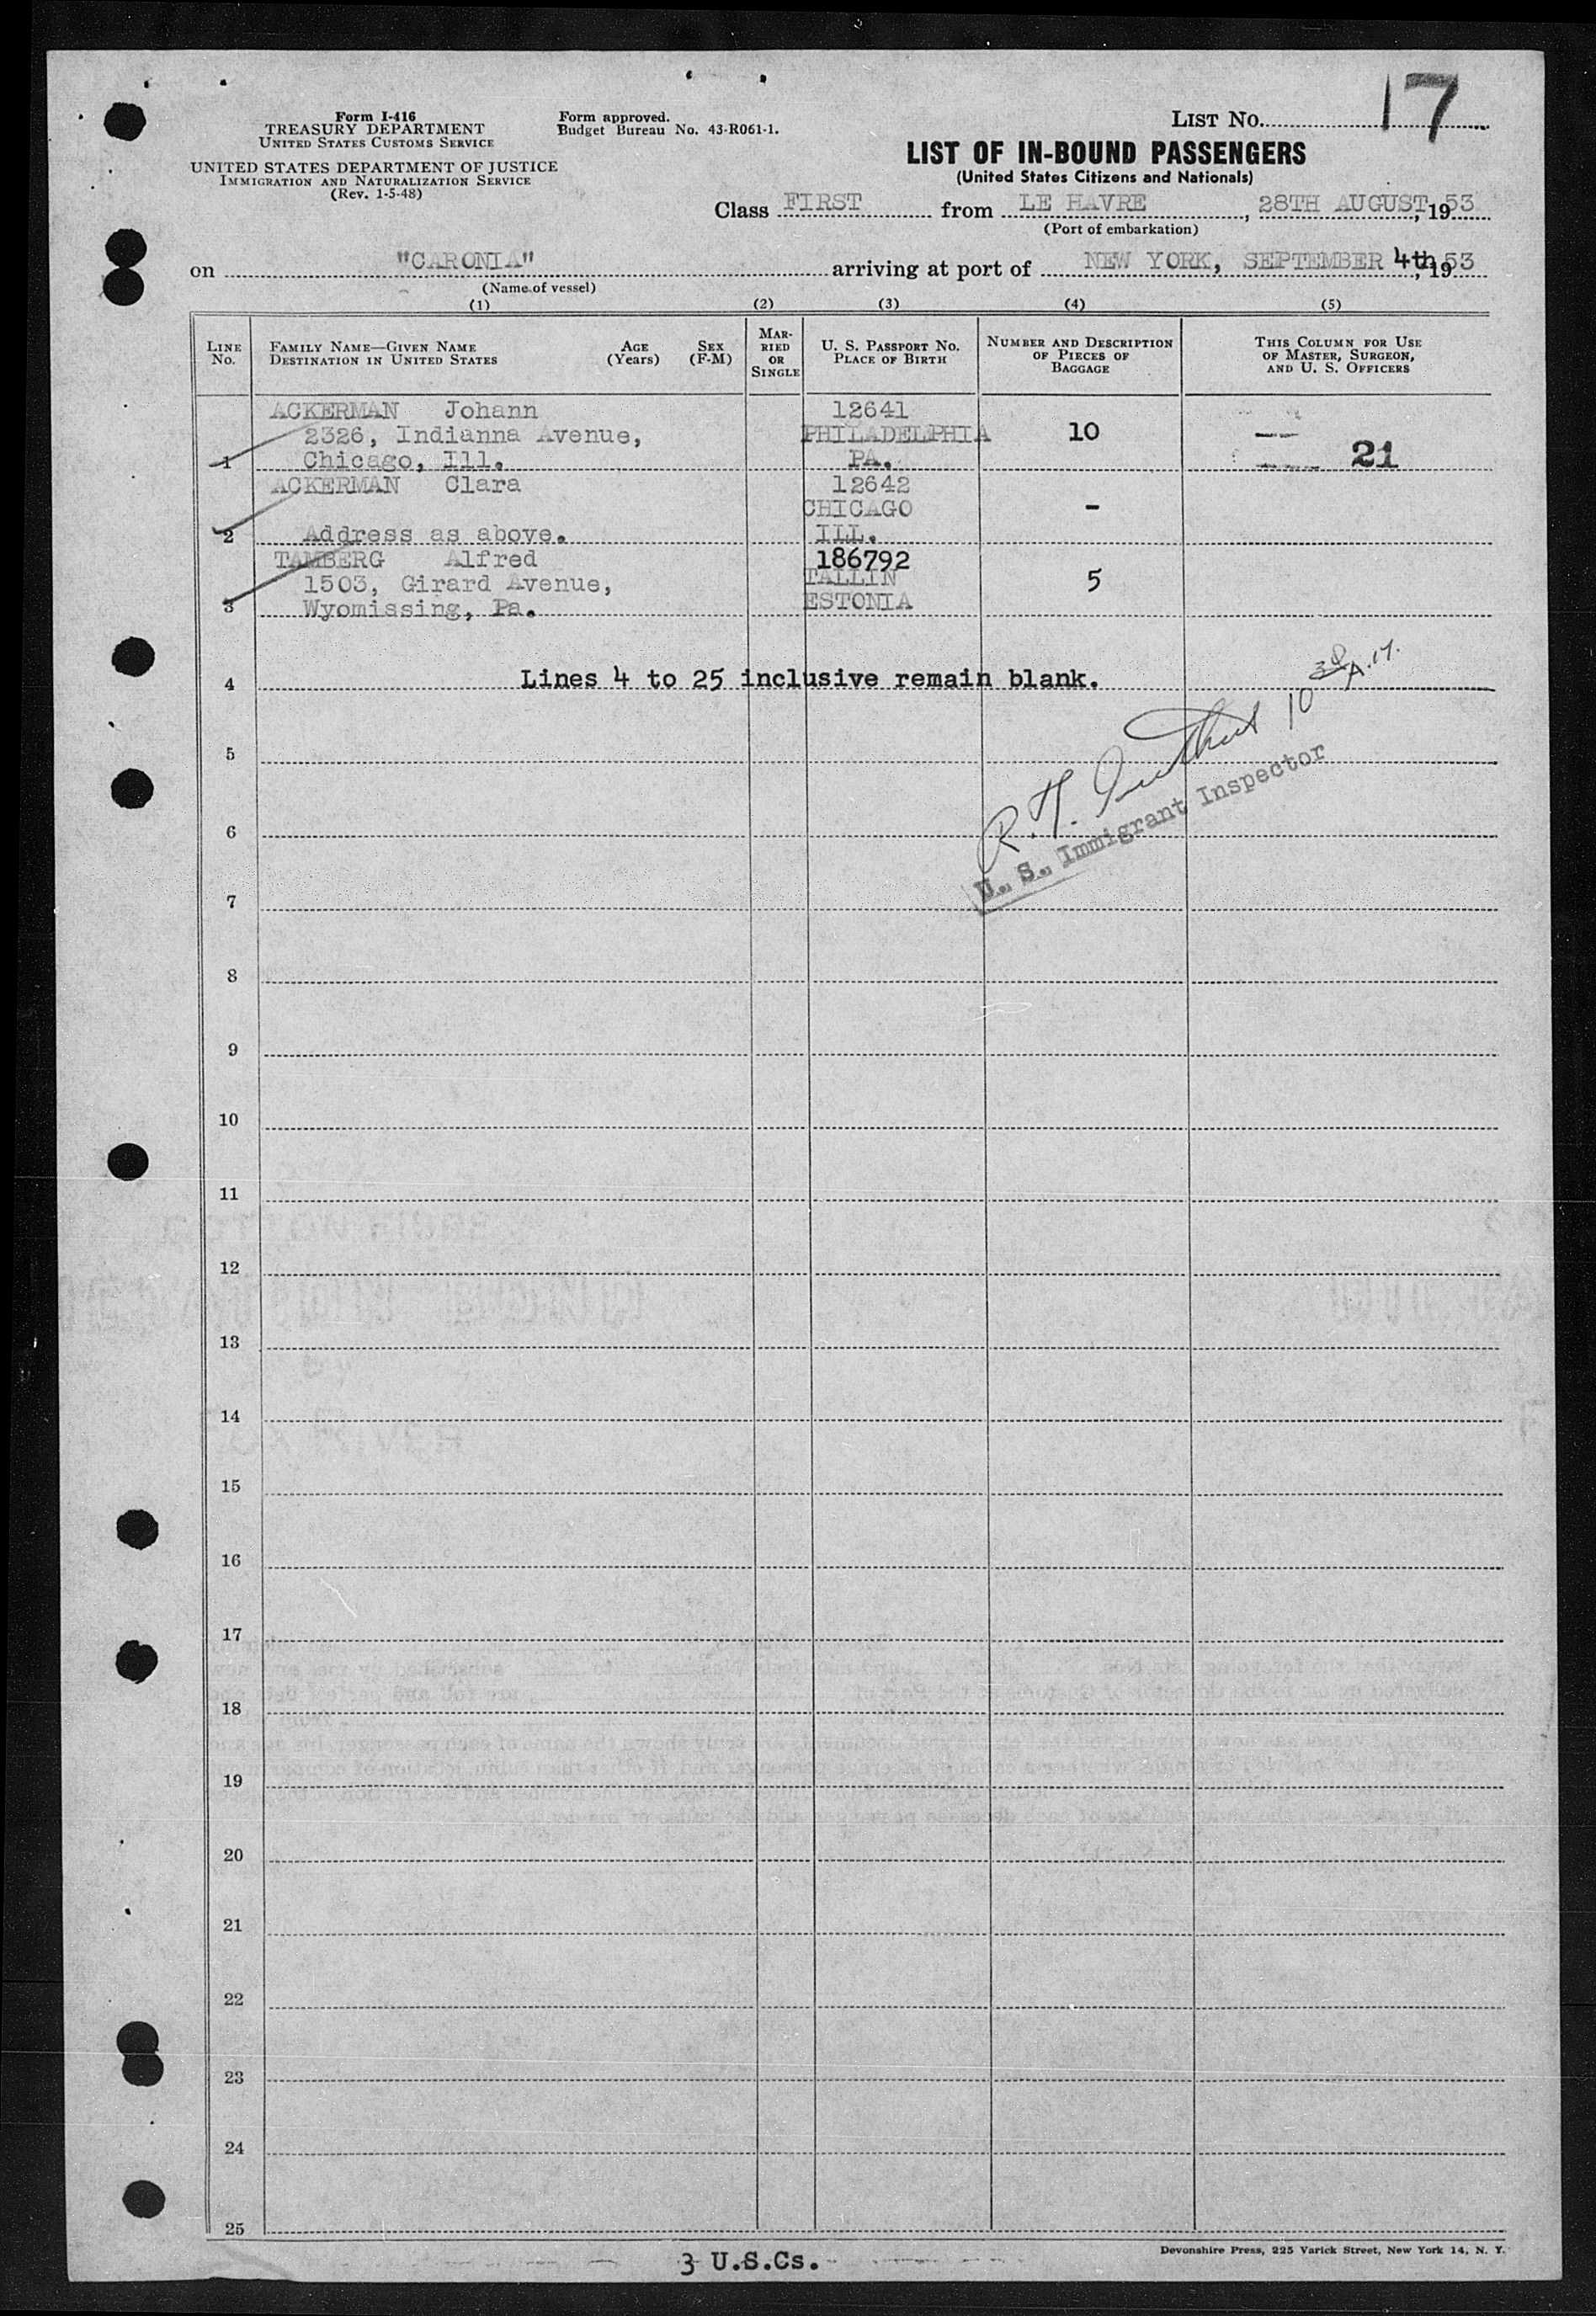 17
Form I-416
TREASURY DEPARTMENT
UNITED STATES CUSTOMS SERVICE
UNITED STATES DEPARTMENT OF JUSTICE
IMMIGRATION AND NATURALIZATION SERVICE
(Rev. 1-5-48)
Form approved.
Budget Bureau No. 43-R061-1.
LIST NO.
LIST OF IN-BOUND PASSENGERS
(United States Citizens and Nationals)
Class FIRST from LE HAVRE, 28TH AUGUST, 1953
(Port of embarkation)
on "CARONIA" arriving at port of NEW YORK, SEPTEMBER 4th, 1953
(Name of vessel)
(1) (2) (3) (4) (5)
LINE NO.
FAMILY NAME—GIVEN NAME
DESTINATION IN UNITED STATES
AGE
(Years)
SEX
(F-M)
MAR-
RIED
OR
SINGLE
U. S. PASSPORT NO.
PLACE OF BIRTH
NUMBER AND DESCRIPTION
OF PIECES OF
BAGGAGE
THIS COLUMN FOR USE
OF MASTER, SURGEON,
AND U. S. OFFICERS
ACKERMAN Johann 12641
2326, Indianna Avenue, PHILADELPHIA 10
1 Chicago, Ill. PA. 21
ACKERMAN Clara 12642
CHICAGO -
2 Address as above. ILL.
TAMBERG Alfred 186792
1503, Girard Avenue, TALLIN 5
3 Wyomissing, Pa. ESTONIA
4 Lines 4 to 25 inclusive remain blank.
10 30 A.M.
R. H.
U. S. Immigrant Inspector
5
6
7
8
9
10
11
12
13
14
15
16
17
18
19
20
21
22
23
24
25
3 U.S.Cs.
Devonshire Press, 225 Varick Street, New York 14, N. Y.